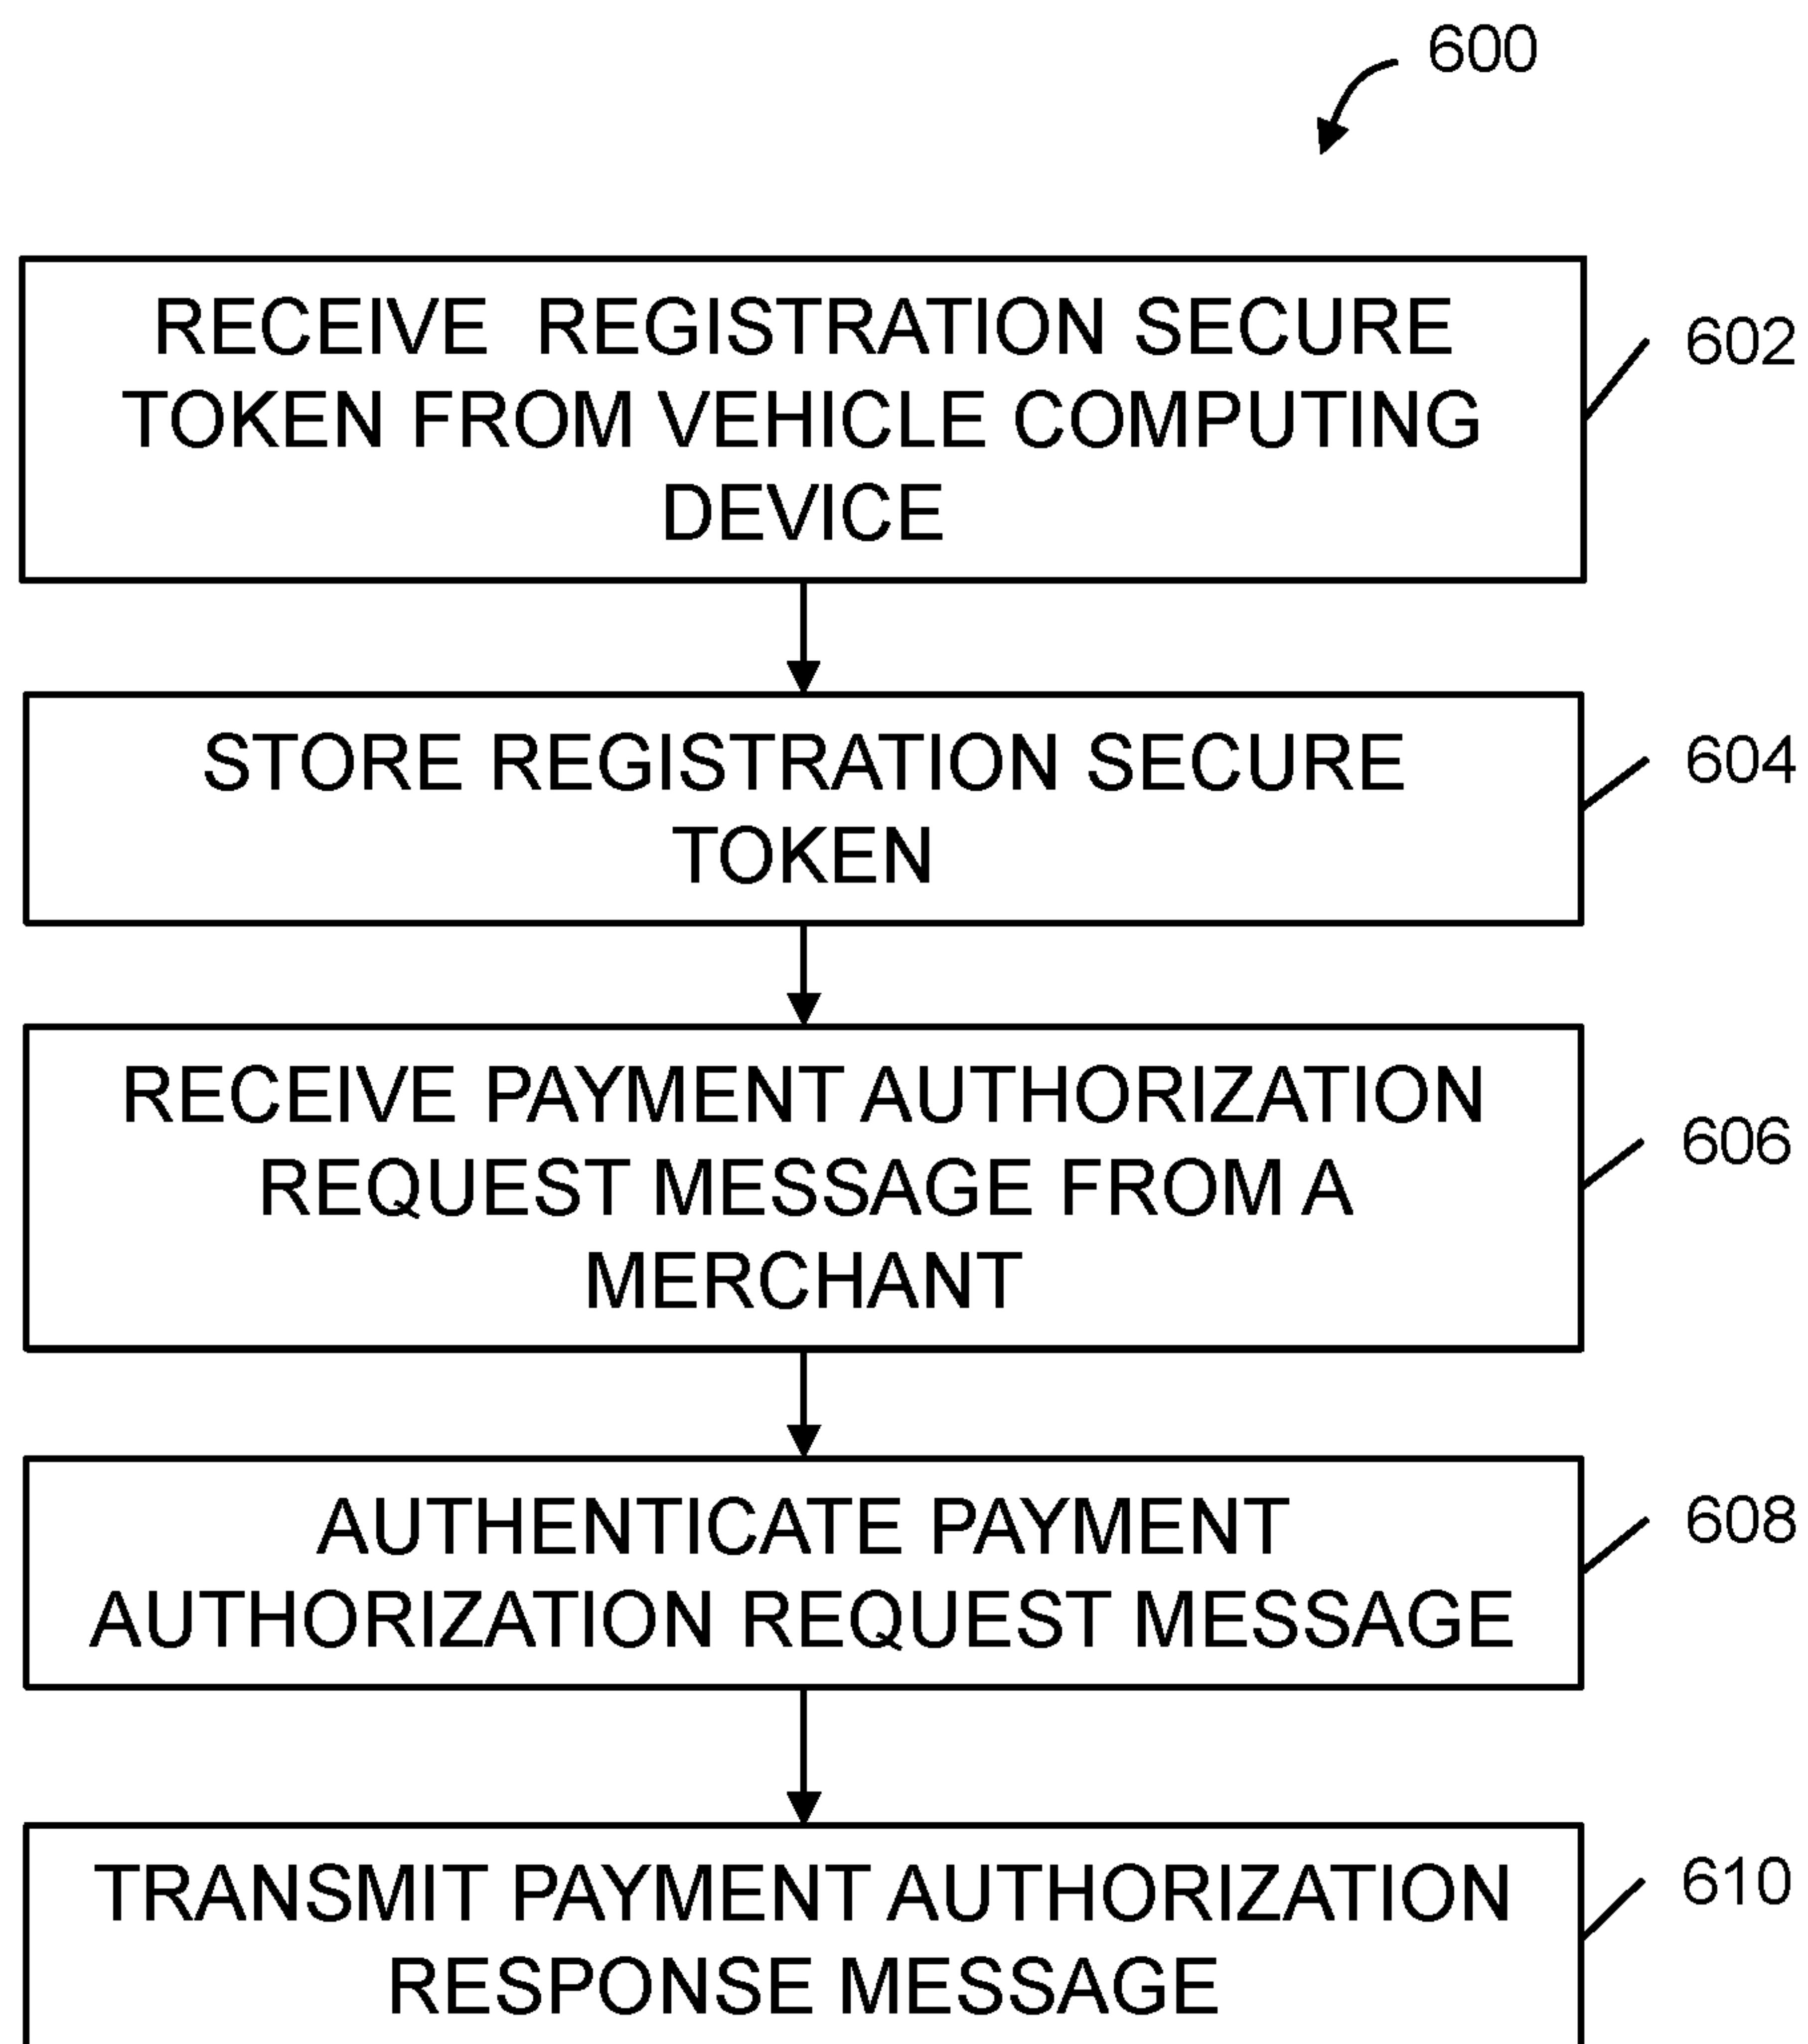 600
RECEIVE REGISTRATION SECURE
TOKEN FROM VEHICLE COMPUTING
DEVICE
602
STORE REGISTRATION SECURE
TOKEN
604
RECEIVE PAYMENT AUTHORIZATION
REQUEST MESSAGE FROM A
MERCHANT
606
AUTHENTICATE PAYMENT
AUTHORIZATION REQUEST MESSAGE
608
TRANSMIT PAYMENT AUTHORIZATION
RESPONSE MESSAGE
610